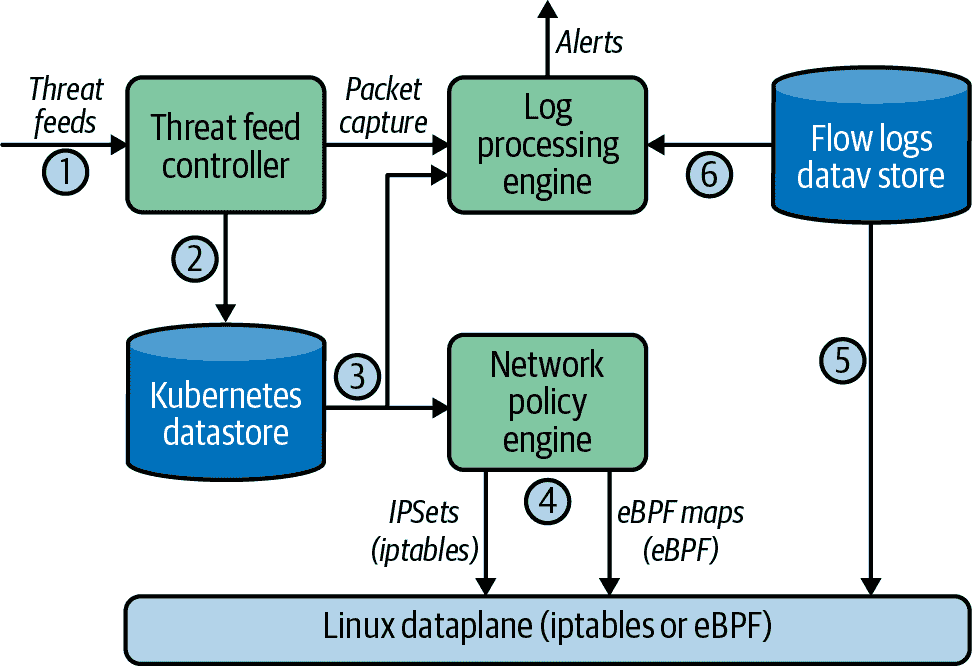 Alerts
Threat
feeds
1
Threat feed
controller
Packet
capture
Log
processing
engine
6
Flow logs
datav store
2
Kubernetes
datastore
3
Network
policy
engine
5
IPSets
(iptables)
4
eBPF maps
(eBPF)
Linux dataplane (iptables or eBPF)